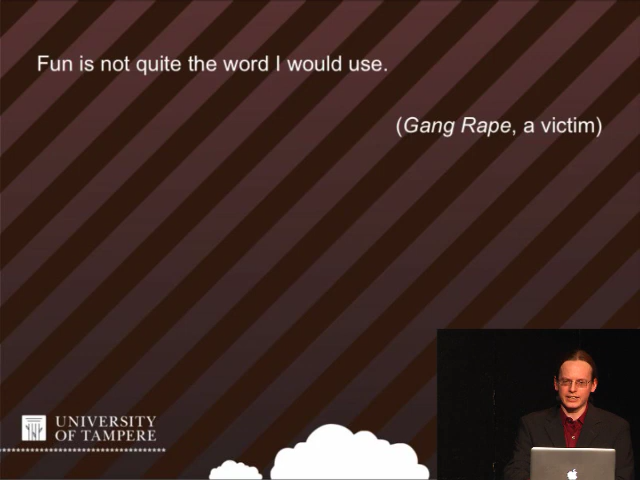 Fun is not quite the word I would use.
(Gang Rape, a victim)
UNIVERSITY
OF TAMPERE